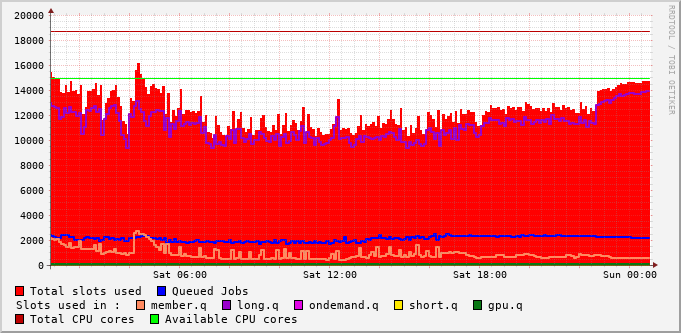 RRDTOOL / TOBI OETIKER
20000
18000
16000
14000
12000
10000
8000
6000
4000
2000
0
Sat 06:00 Sat 12:00 Sat 18:00 Sun 00:00
Total slots used Queued Jobs
Slots used in : member.q long.q ondemand.q short.q gpu.q
Total CPU cores Available CPU cores